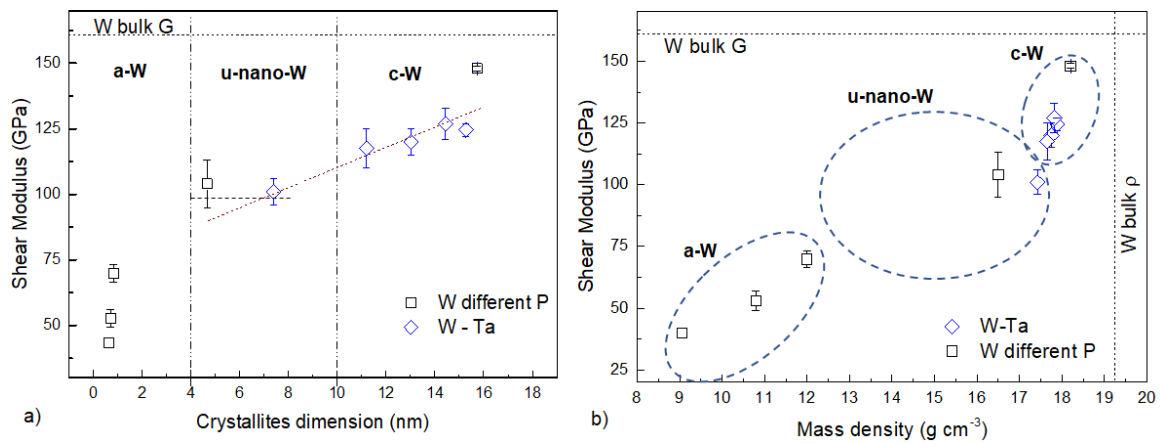 W bulk G
a-W
u-nano-W
c-W
150
125
100
75
50
Shear Modulus (GPa)
W different P
W - Ta
0
2
4
6
8
10
12
14
16
18
Crystallites dimension (nm)
a)
W bulk G
c-W
u-nano-W
a-W
W bulk ρ
150
125
100
75
50
25
Shear Modulus (GPa)
W-Ta
W different P
8
9
10
11
12
13
14
15
16
17
18
19
20
Mass density (g cm⁻³)
b)